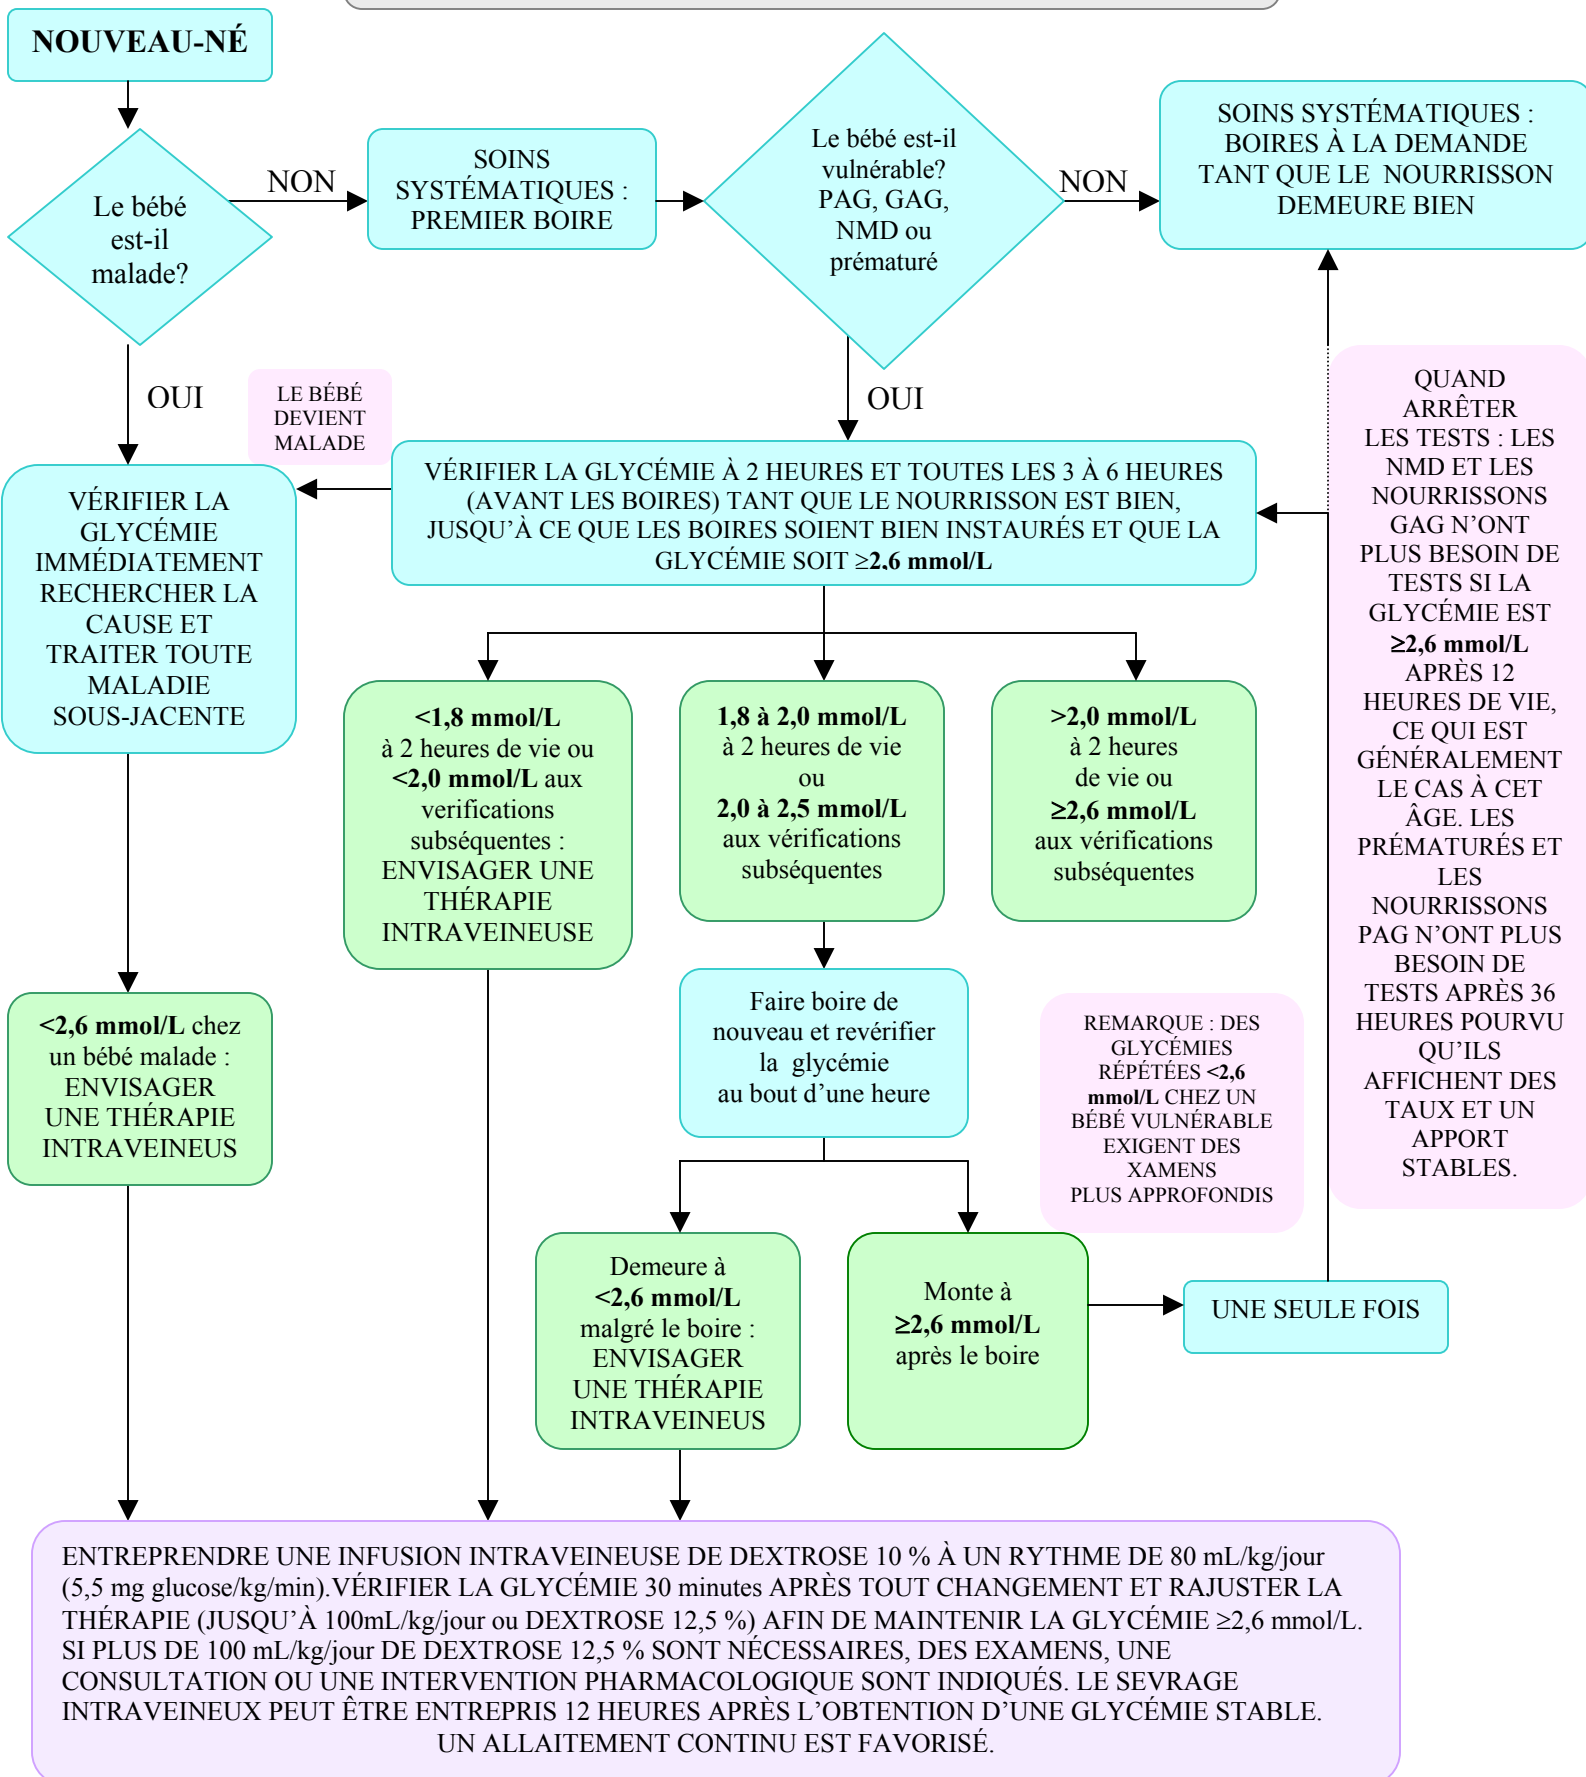 NOUVEAU-NÉ
Le bébé
est-il
malade?
NON
SOINS
SYSTÉMATIQUES :
PREMIER BOIRE
Le bébé est-il
vulnérable?
PAG, GAG,
NMD ou
prématuré
NON
SOINS SYSTÉMATIQUES :
BOIRES À LA DEMANDE
TANT QUE LE NOURRISSON
DEMEURE BIEN
OUI
LE BÉBÉ
DEVIENT
MALADE
OUI
VÉRIFIER LA GLYCÉMIE À 2 HEURES ET TOUTES LES 3 À 6 HEURES
(AVANT LES BOIRES) TANT QUE LE NOURRISSON EST BIEN,
JUSQU’À CE QUE LES BOIRES SOIENT BIEN INSTAURÉS ET QUE LA
GLYCÉMIE SOIT ≥2,6 mmol/L
VÉRIFIER LA
GLYCÉMIE
IMMÉDIATEMENT
RECHERCHER LA
CAUSE ET
TRAITER TOUTE
MALADIE
SOUS-JACENTE
QUAND
ARRÊTER
LES TESTS : LES
NMD ET LES
NOURRISSONS
GAG N’ONT
PLUS BESOIN DE
TESTS SI LA
GLYCÉMIE EST
≥2,6 mmol/L
APRÈS 12
HEURES DE VIE,
CE QUI EST
GÉNÉRALEMENT
LE CAS À CET
ÂGE. LES
PRÉMATURÉS ET
LES
NOURRISSONS
PAG N’ONT PLUS
BESOIN DE
TESTS APRÈS 36
HEURES POURVU
QU’ILS
AFFICHENT DES
TAUX ET UN
APPORT
STABLES.
<1,8 mmol/L
à 2 heures de vie ou
<2,0 mmol/L aux
verifications
subséquentes :
ENVISAGER UNE
THÉRAPIE
INTRAVEINEUSE
1,8 à 2,0 mmol/L
à 2 heures de vie
ou
2,0 à 2,5 mmol/L
aux vérifications
subséquentes
>2,0 mmol/L
à 2 heures
de vie ou
≥2,6 mmol/L
aux vérifications
subséquentes
<2,6 mmol/L chez
un bébé malade :
ENVISAGER
UNE THÉRAPIE
INTRAVEINEUS
Faire boire de
nouveau et revérifier
la glycémie
au bout d’une heure
REMARQUE : DES
GLYCÉMIES
RÉPÉTÉES <2,6
mmol/L CHEZ UN
BÉBÉ VULNÉRABLE
EXIGENT DES
XAMENS
PLUS APPROFONDIS
Demeure à
<2,6 mmol/L
malgré le boire :
ENVISAGER
UNE THÉRAPIE
INTRAVEINEUS
Monte à
≥2,6 mmol/L
après le boire
UNE SEULE FOIS
ENTREPRENDRE UNE INFUSION INTRAVEINEUSE DE DEXTROSE 10 % À UN RYTHME DE 80 mL/kg/jour
(5,5 mg glucose/kg/min).VÉRIFIER LA GLYCÉMIE 30 minutes APRÈS TOUT CHANGEMENT ET RAJUSTER LA
THÉRAPIE (JUSQU’À 100mL/kg/jour ou DEXTROSE 12,5 %) AFIN DE MAINTENIR LA GLYCÉMIE ≥2,6 mmol/L.
SI PLUS DE 100 mL/kg/jour DE DEXTROSE 12,5 % SONT NÉCESSAIRES, DES EXAMENS, UNE
CONSULTATION OU UNE INTERVENTION PHARMACOLOGIQUE SONT INDIQUÉS. LE SEVRAGE
INTRAVEINEUX PEUT ÊTRE ENTREPRIS 12 HEURES APRÈS L’OBTENTION D’UNE GLYCÉMIE STABLE.
UN ALLAITEMENT CONTINU EST FAVORISÉ.